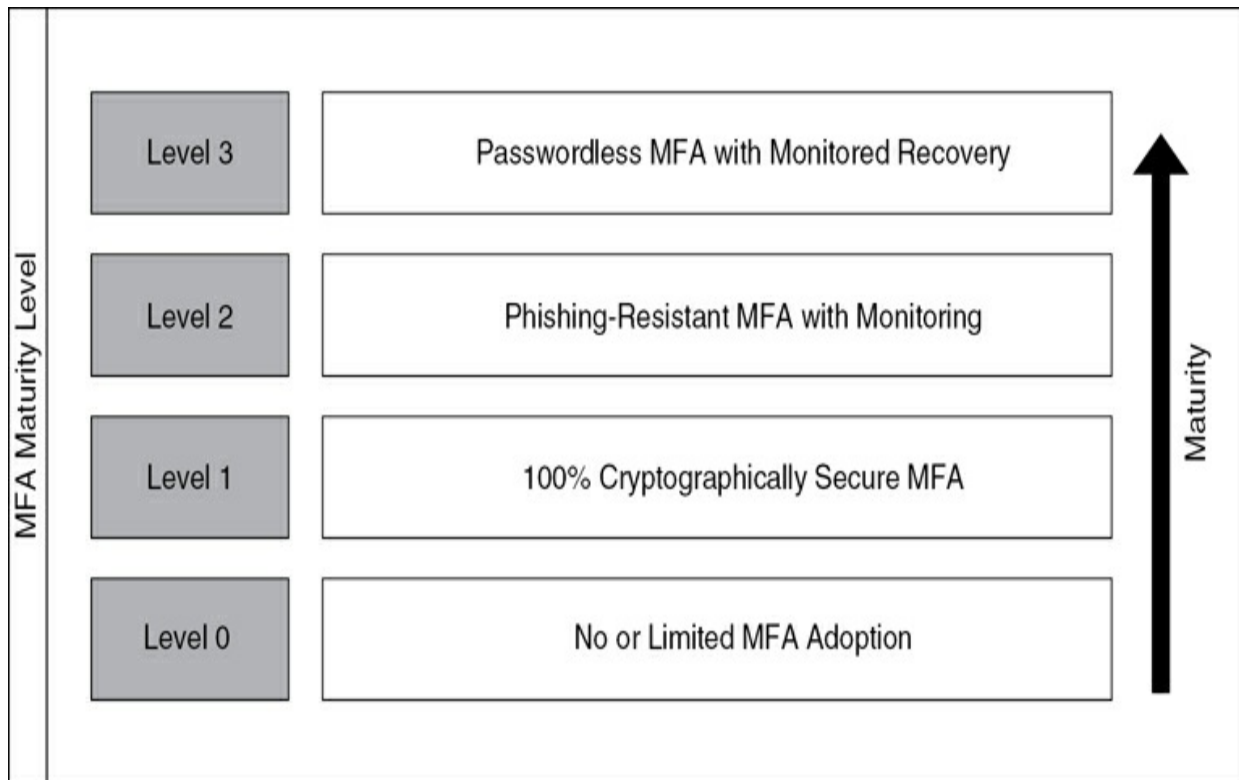 MFA Maturity Level
Level 3
Passwordless MFA with Monitored Recovery
Level 2
Phishing-Resistant MFA with Monitoring
Level 1
100% Cryptographically Secure MFA
Level 0
No or Limited MFA Adoption
Maturity